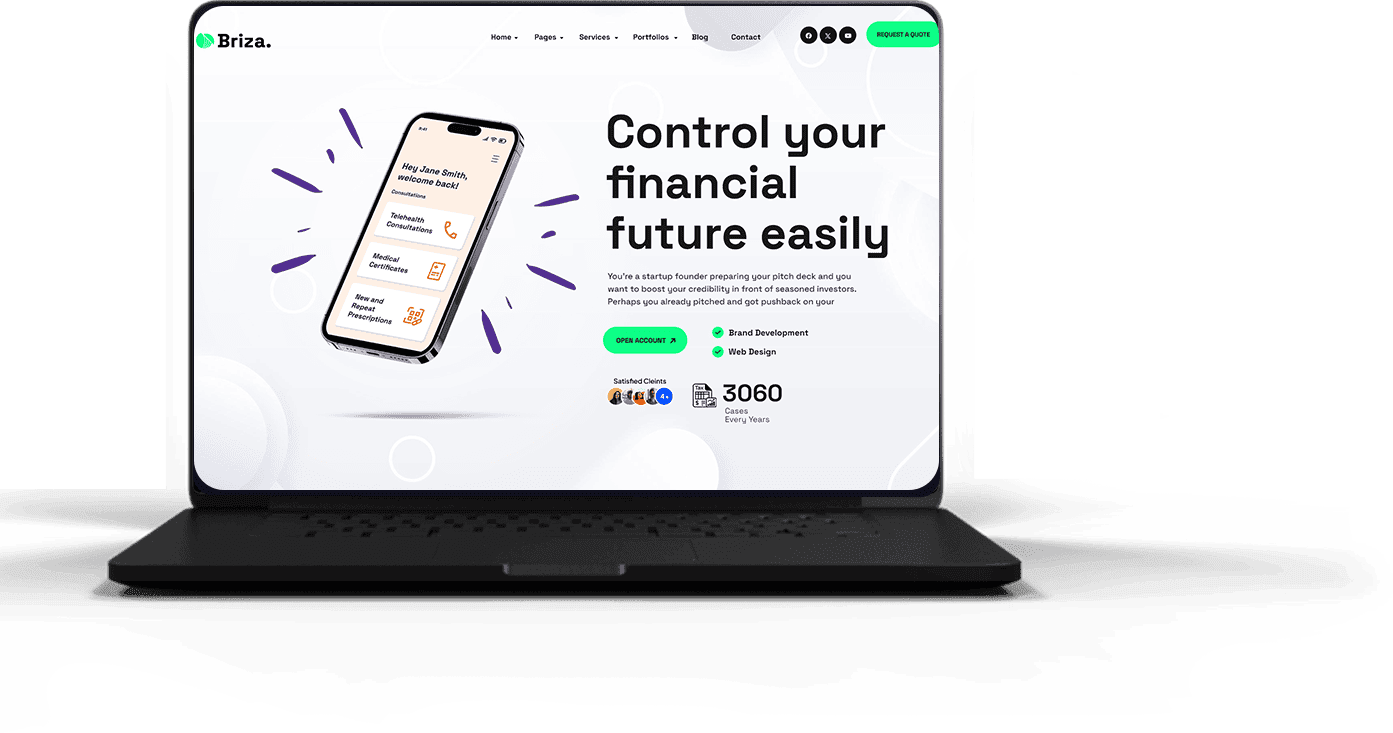 Briza.
Home
Pages
Services
Portfolios
Blog
Contact
REQUEST A QUOTE
9:41
Hey Jane Smith,
welcome back!
Consultations
Telehealth
Consultations
Medical
Certificates
New and
Repeat
Prescriptions
Control your
financial
future easily
You're a startup founder preparing your pitch deck and you
want to boost your credibility in front of seasoned investors.
Perhaps you already pitched and got pushback on your
OPEN ACCOUNT
Brand Development
Web Design
Satisfied Cleints
4+
Tax
$
3060
Cases
Every Years